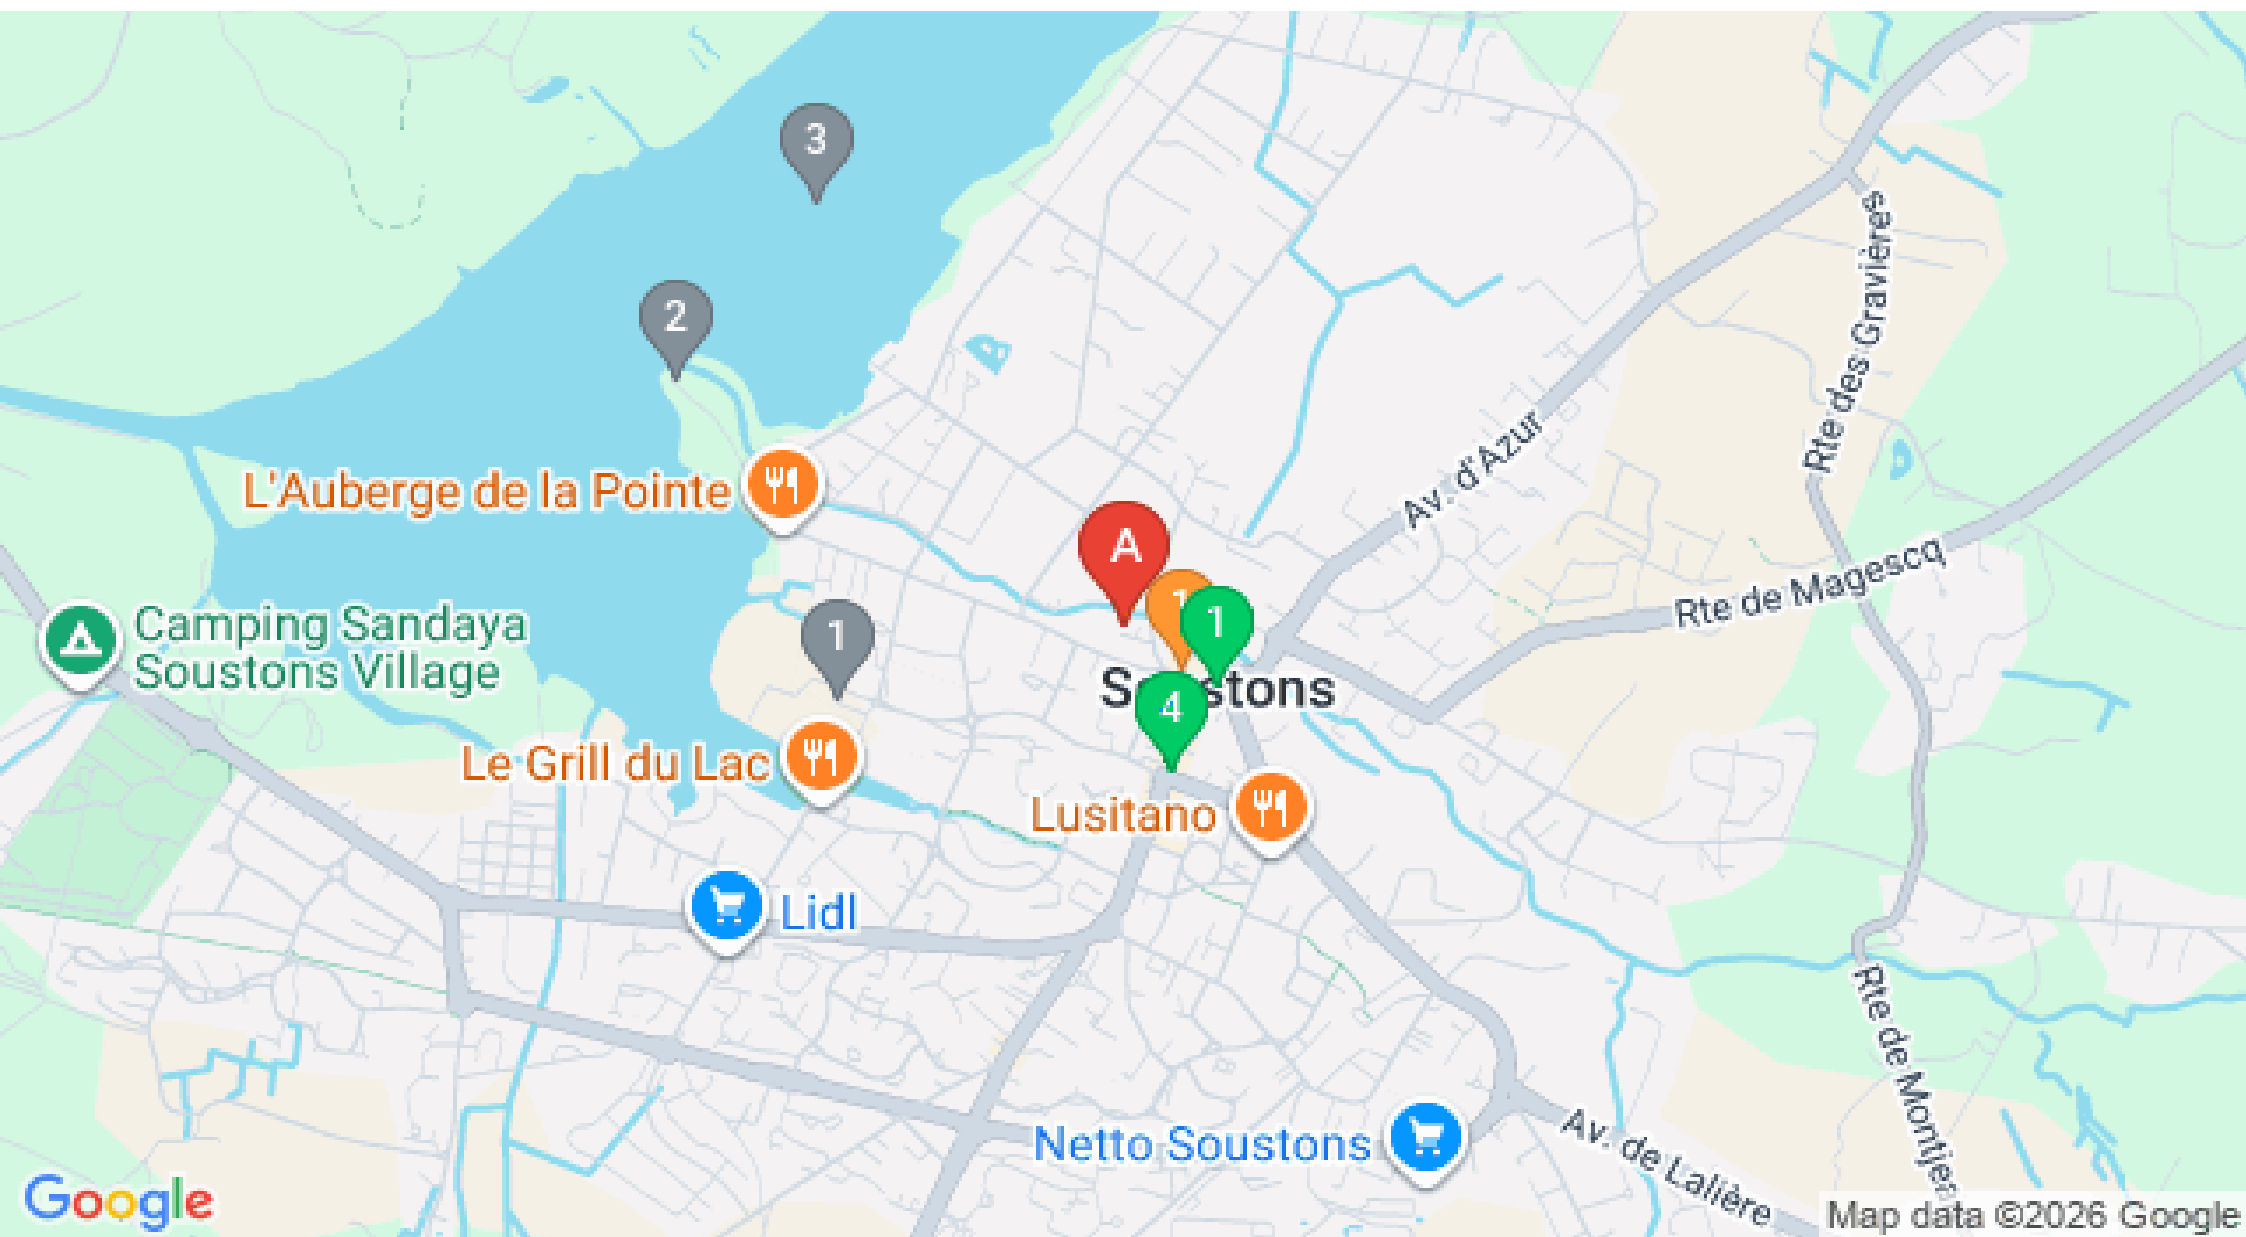 3
2
Rte des Gravières
Av. d'Azur
L'Auberge de la Pointe
A
Rte de Magescq
1
1
1
Camping Sandaya
Soustons Village
4
Le Grill du Lac
Lusitano
Lidl
Rte de Montjes
Netto Soustons
Av. de Lalière
Google
Map data ©2026 Google